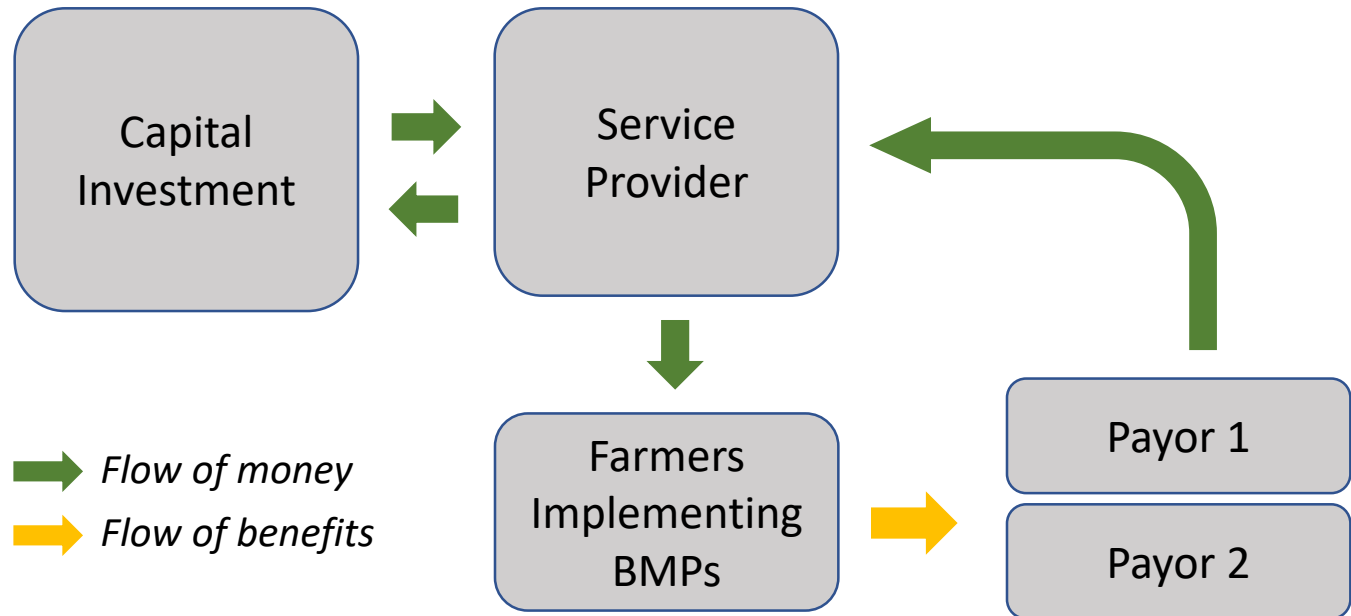 Capital
Investment
Service
Provider
Farmers
Implementing
BMPs
Payor 1
Payor 2
Flow of money
Flow of benefits